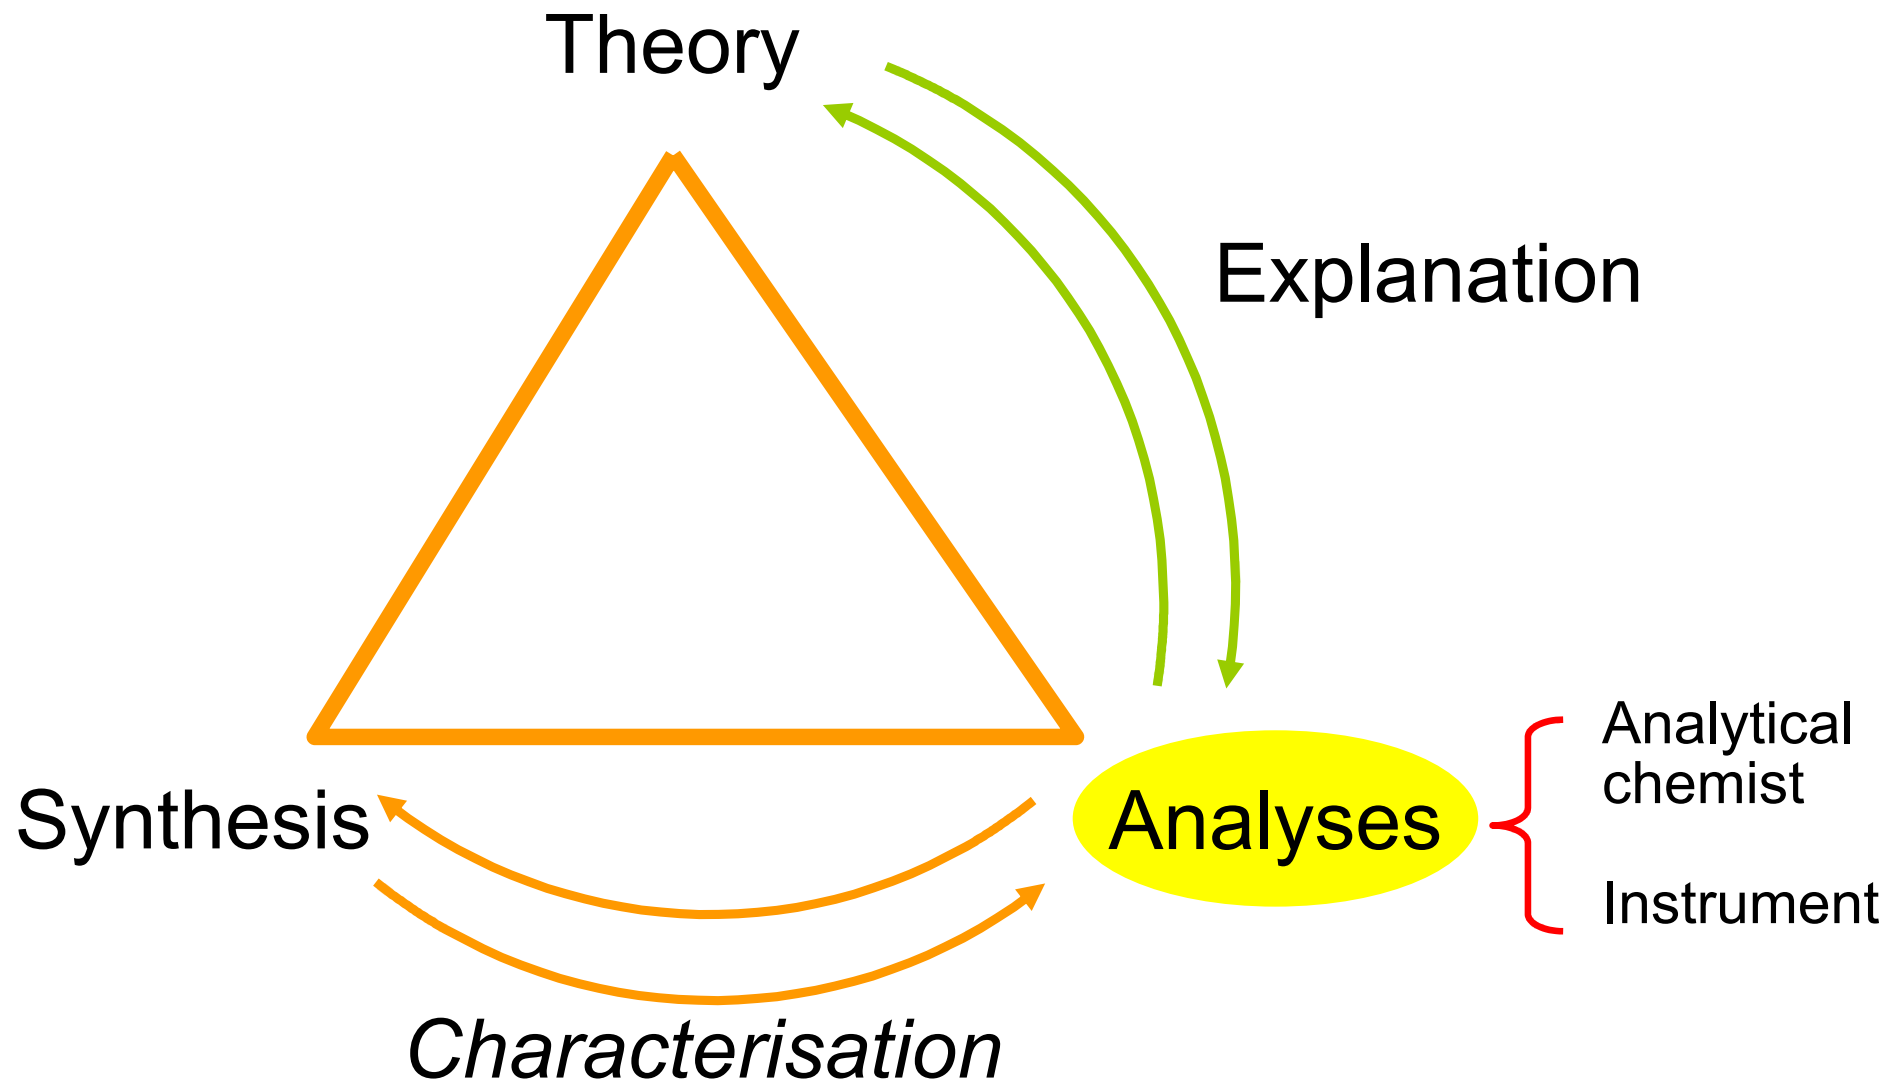 Theory
Explanation
Analytical
chemist
Synthesis
Analyses
Instrument
Characterisation